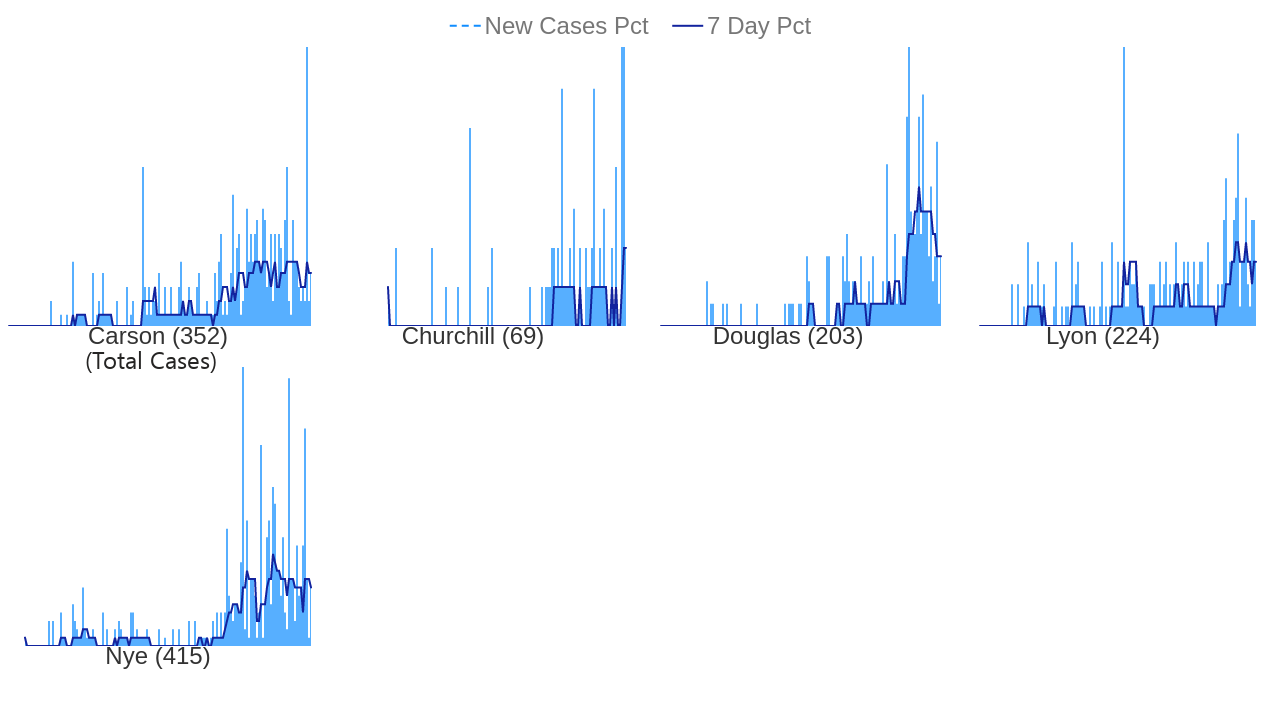 New Cases Pct 7 Day Pct
Carson (352)
(Total Cases)
Churchill (69)
Douglas (203)
Lyon (224)
Nye (415)